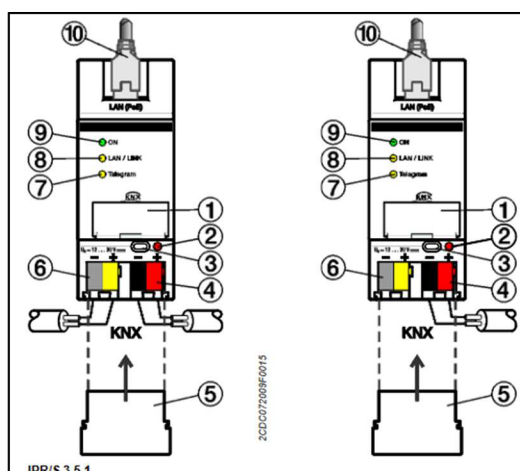 ⑩ ⑩
LAN (PoE) LAN (PoE)
⑨ ON ⑨ ON
⑧ LAN / LINK ⑧ LAN / LINK
⑦ Telegram ⑦ Telegram
KNX KNX
① ①
② ②
− + − + − + − +
③ ③
⑥ ④ ⑥ ④
KNX KNX
2CDC072009F0015
⑤ ⑤
IPR/S 3.5.1